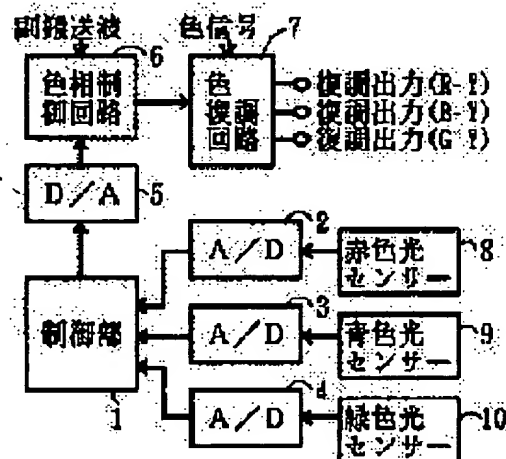 副搬送波
色信号
6
7
色相制
御回路
色
復調
回路
復調出力(R-Y)
復調出力(B-Y)
復調出力(G Y)
D/A
5
2
A/D
赤色光
センサー
8
制御部
1
3
A/D
青色光
センサー
9
4
A/D
緑色光
センサー
10